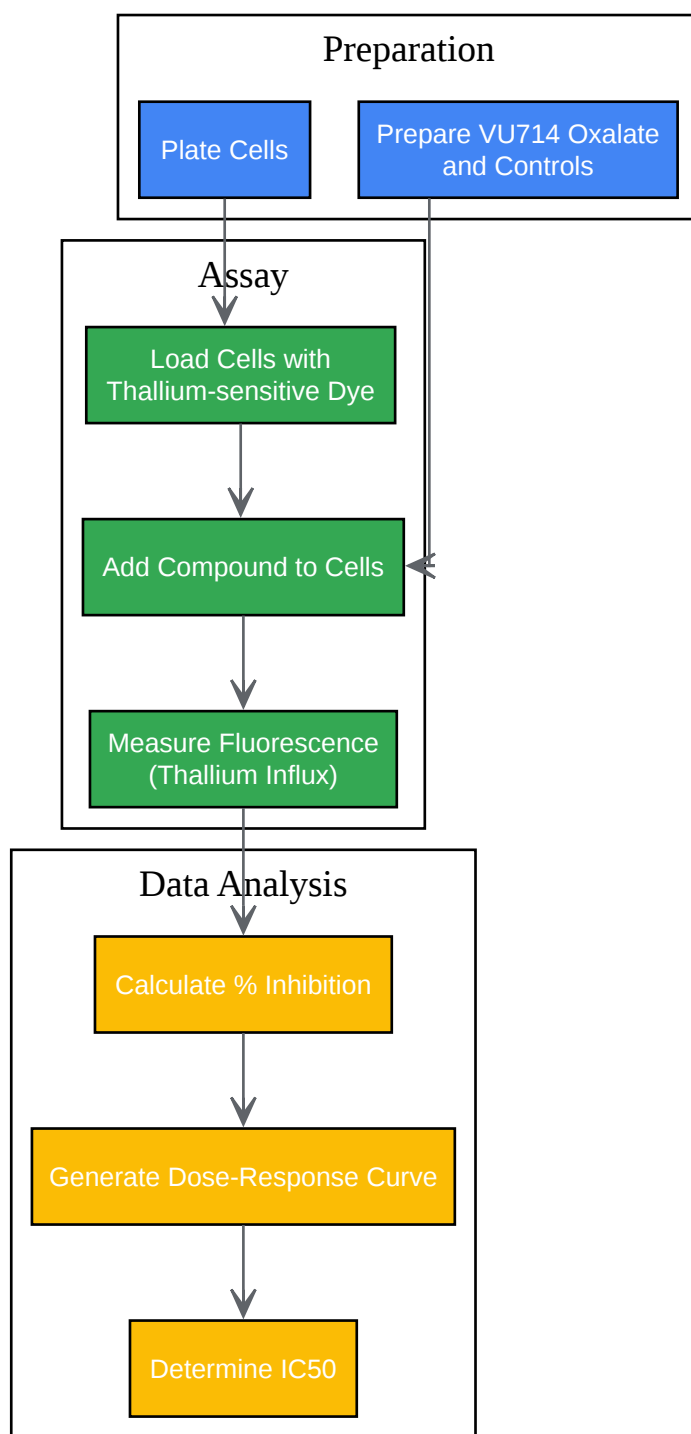 Preparation
Plate Cells
Prepare VU714 Oxalate
and Controls
Assay
Load Cells with
Thallium-sensitive Dye
Add Compound to Cells
Measure Fluorescence
(Thallium Influx)
Data Analysis
Calculate % Inhibition
Generate Dose-Response Curve
Determine IC50